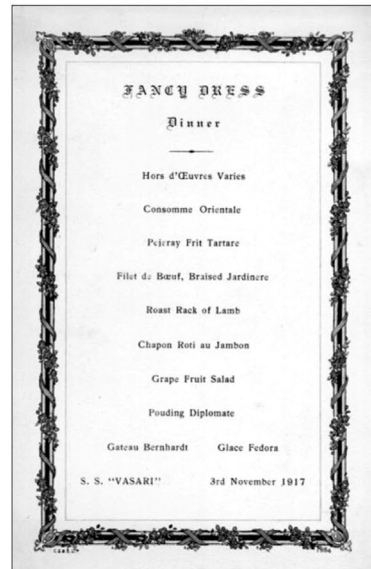 FANCY DRESS
Dinner
Hors d'Œuvres Varies
Consomme Orientale
Pejeray Frit Tartare
Filet de Bœuf, Braised Jardinere
Roast Rack of Lamb
Chapon Roti au Jambon
Grape Fruit Salad
Pouding Diplomate
Gateau Bernhardt Glace Fedora
S. S. "VASARI" 3rd November 1917